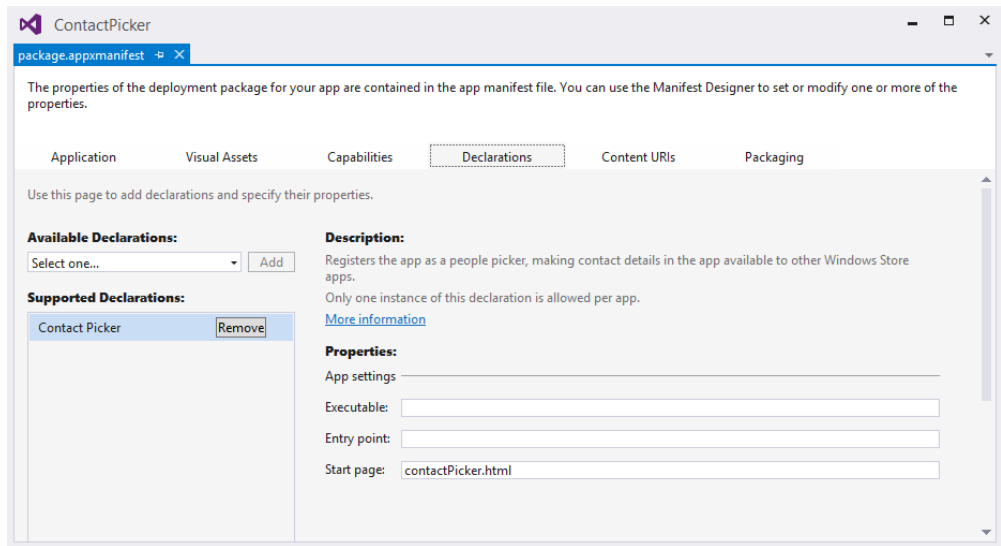 ContactPicker
package.appxmanifest
The properties of the deployment package for your app are contained in the app manifest file. You can use the Manifest Designer to set or modify one or more of the
properties.
Application Visual Assets Capabilities Declarations Content URIs Packaging
Use this page to add declarations and specify their properties.
Available Declarations:
Select one... Add
Supported Declarations:
Contact Picker Remove
Description:
Registers the app as a people picker, making contact details in the app available to other Windows Store
apps.
Only one instance of this declaration is allowed per app.
More information
Properties:
App settings
Executable:
Entry point:
Start page: contactPicker.html